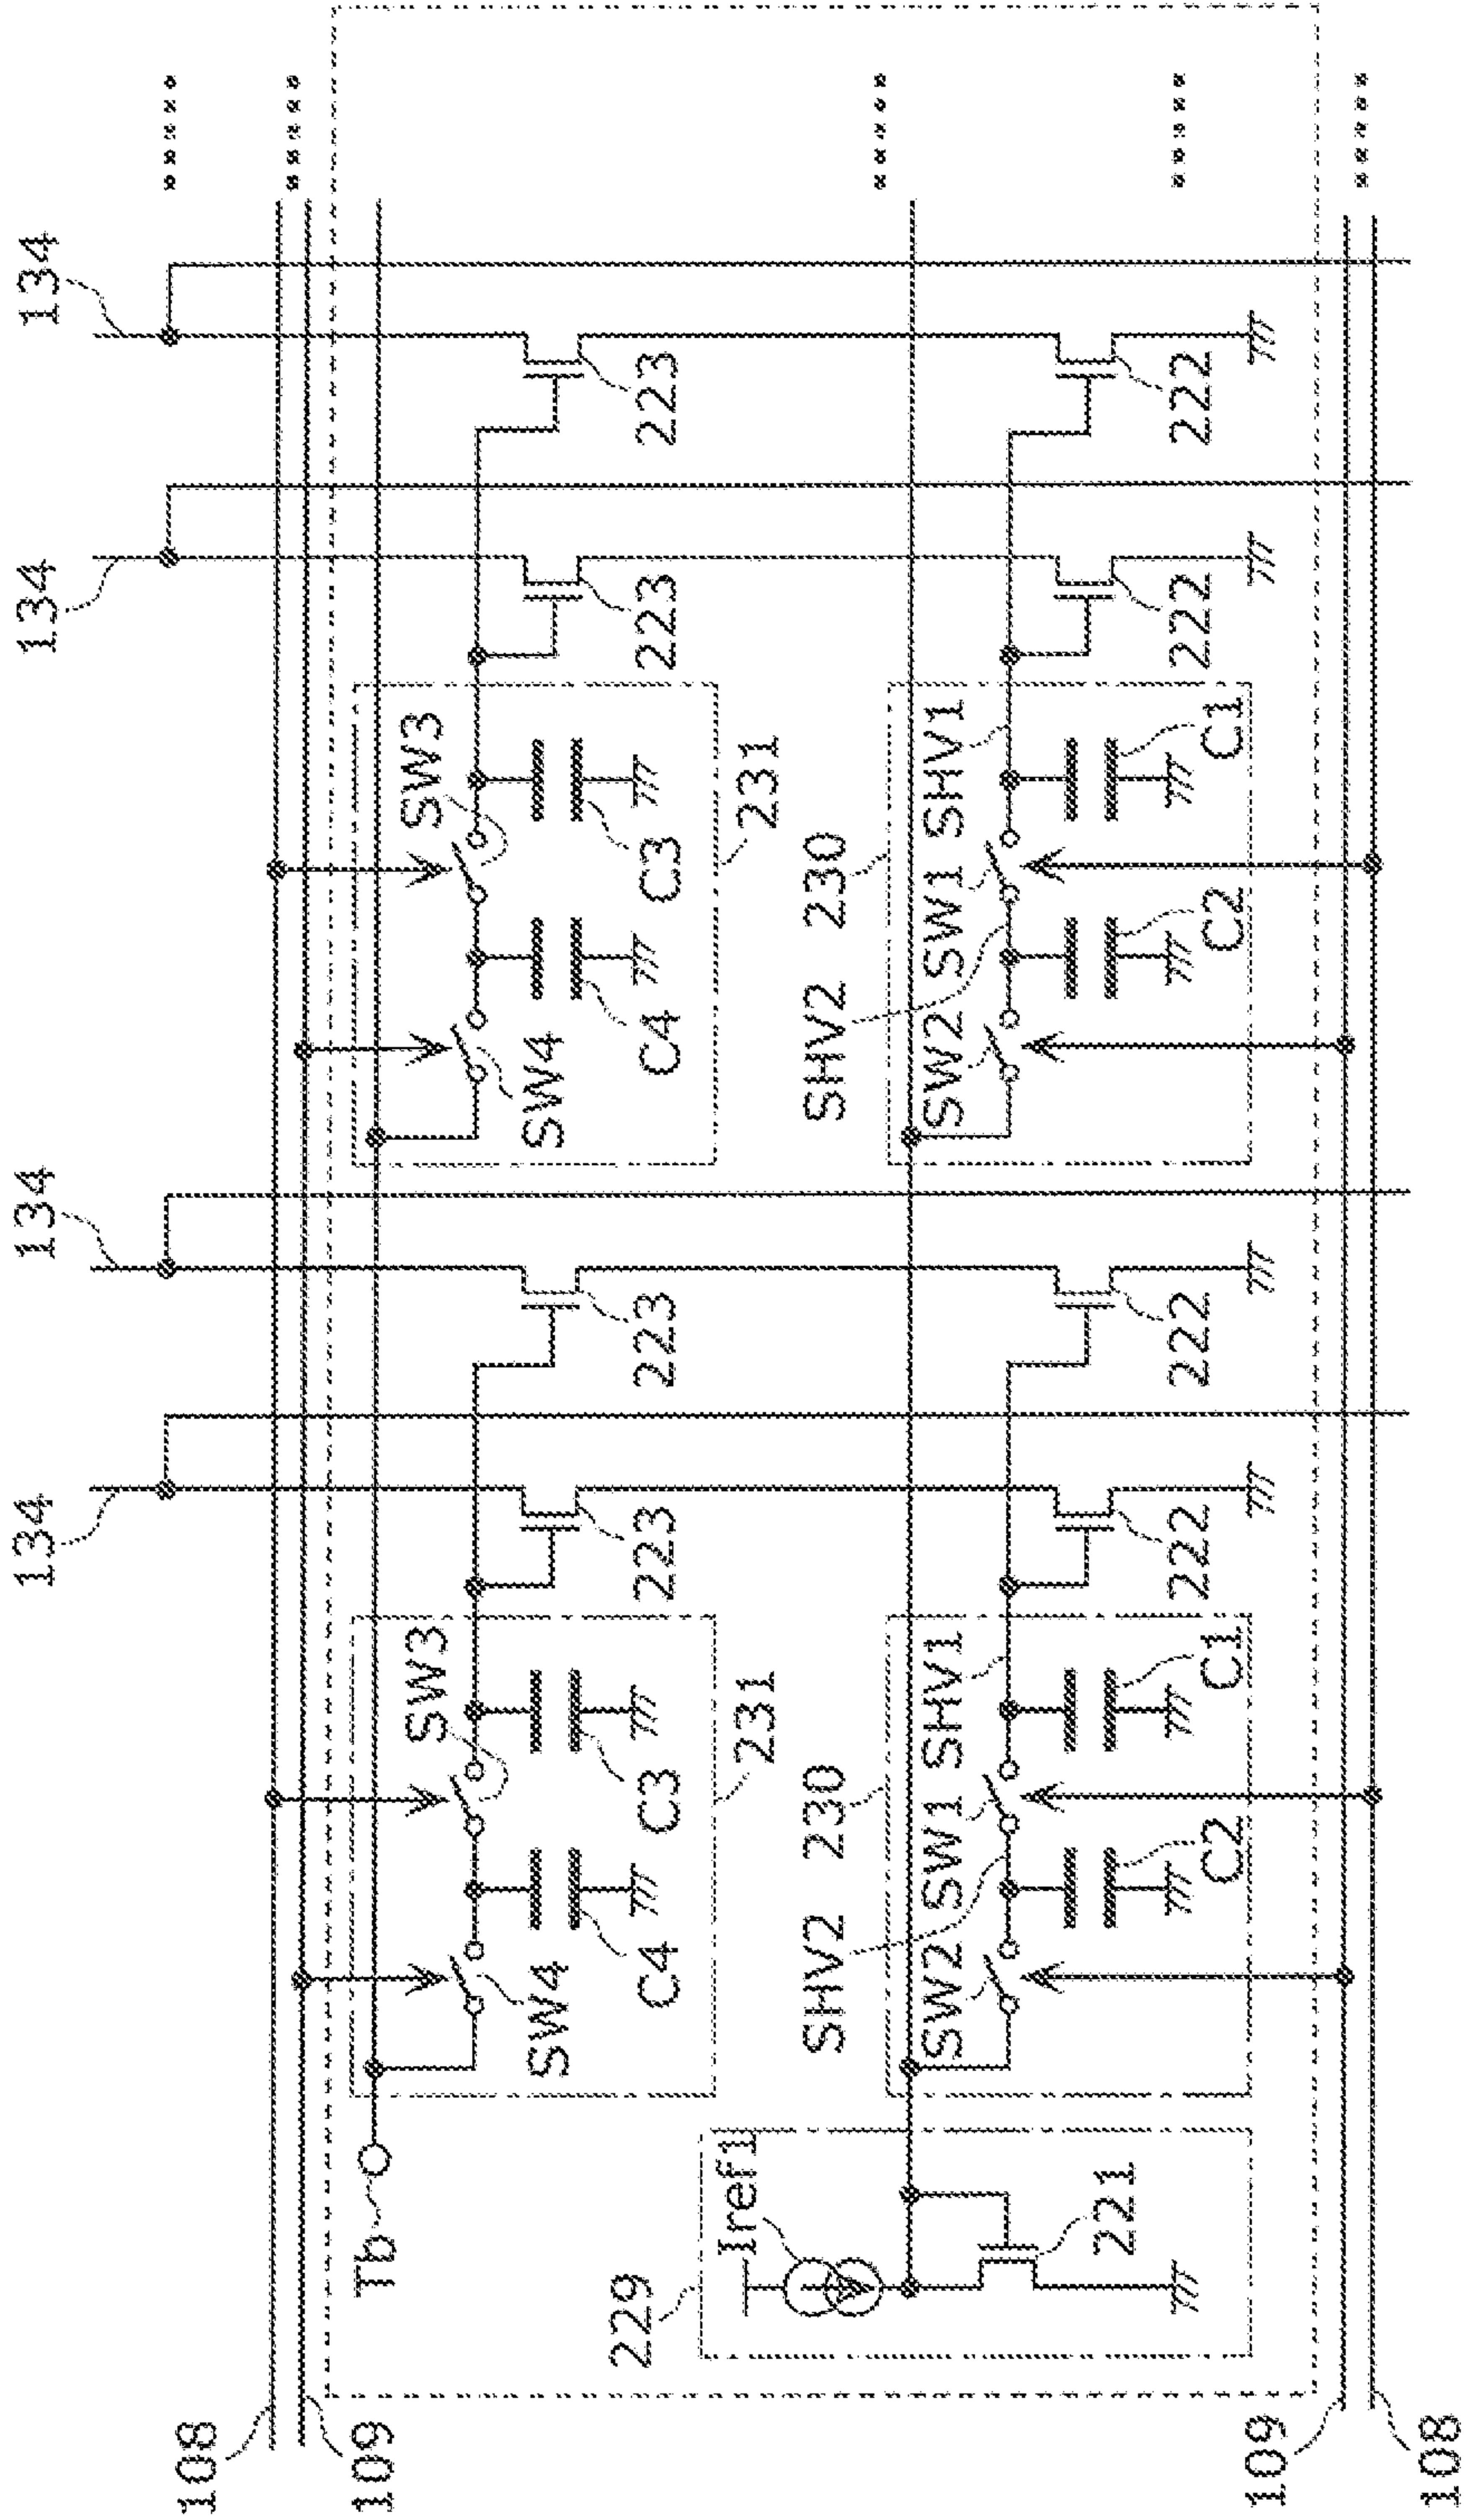 134 134 134 134
108
109 Tb
SW3 SW3
SW4 SW4
229 C4 C3 223 223 C4 C3 223 223
Iref1 231 231
SHV2 230 SHV2 230
SW2 SW1 SHV1 SW2 SW1 SHV1
221
222 222 222 222
C2 C1 C2 C1
109
108